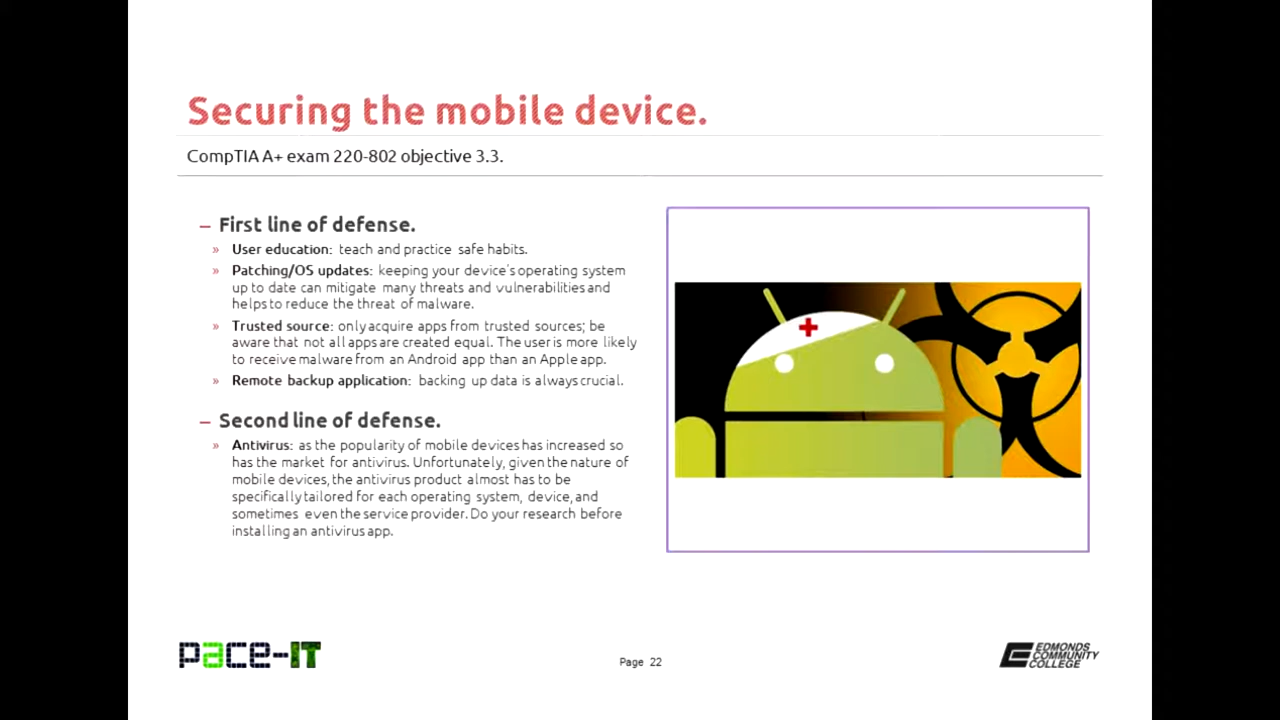 Securing the mobile device.
CompTIA A+ exam 220-802 objective 3.3.
– First line of defense.
» User education: teach and practice safe habits.
» Patching/OS updates: keeping your device's operating system
up to date can mitigate many threats and vulnerabilities and
helps to reduce the threat of malware.
» Trusted source: only acquire apps from trusted sources; be
aware that not all apps are created equal. The user is more likely
to receive malware from an Android app than an Apple app.
» Remote backup application: backing up data is always crucial.
– Second line of defense.
» Antivirus: as the popularity of mobile devices has increased so
has the market for antivirus. Unfortunately, given the nature of
mobile devices, the antivirus product almost has to be
specifically tailored for each operating system, device, and
sometimes even the service provider. Do your research before
installing an antivirus app.
pace-IT
Page 22
EDMONDS
COMMUNITY
COLLEGE